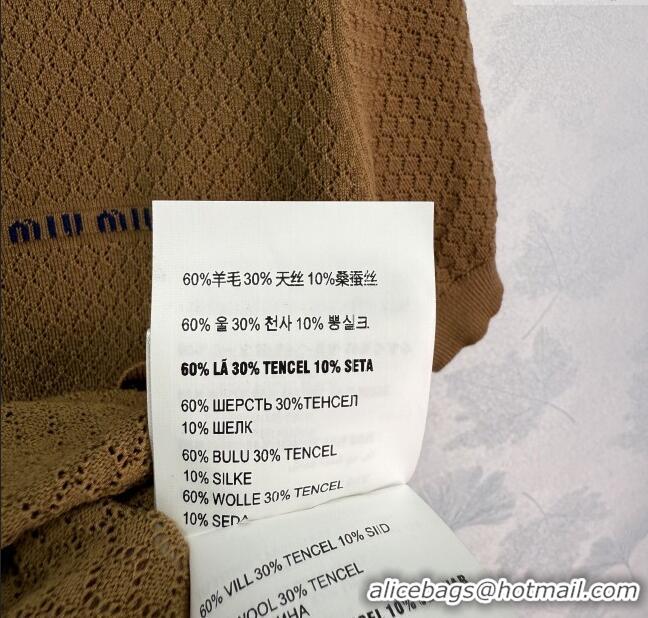 MIU MIU
60%羊毛 30% 天丝 10%桑蚕丝
60% 울 30% 천사 10% 뽕실크
60% LÃ 30% TENCEL 10% SETA
60% ШЕРСТЬ 30%ТЕНСЕЛ
10% ШЕЛК
60% BULU 30% TENCEL
10% SILKE
60% WOLLE 30% TENCEL
10% SEDA
60% VILL 30% TENCEL 10% SIID
WOOL 30% TENCEL
10%
alicebags@hotmail.com